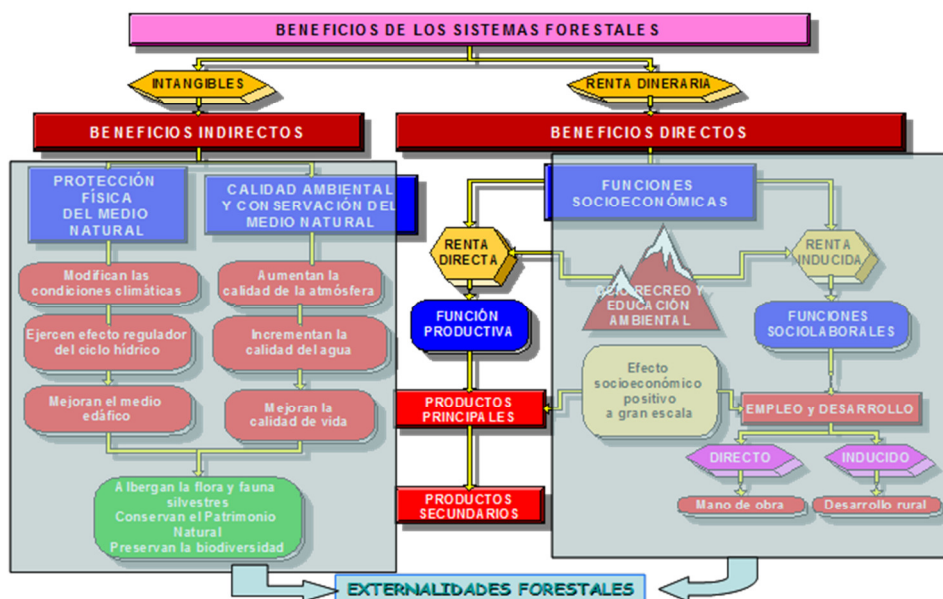 BENEFICIOS DE LOS SISTEMAS FORESTALES
INTANGIBLES
RENTA DINERARIA
BENEFICIOS INDIRECTOS
BENEFICIOS DIRECTOS
PROTECCIÓN
FÍSICA
DEL MEDIO
NATURAL
CALIDAD AMBIENTAL
Y CONSERVACIÓN DEL
MEDIO NATURAL
FUNCIONES
SOCIOECONÓMICAS
Modifican las
condiciones climáticas
Aumentan la
calidad de la atmósfera
RENTA
DIRECTA
OCIO RECREO Y
EDUCACIÓN
AMBIENTAL
RENTA
INDUCIDA
Ejercen efecto regulador
del ciclo hídrico
Incrementan la
calidad del agua
FUNCIÓN
PRODUCTIVA
FUNCIONES
SOCIOLABORALES
Mejoran el medio
edáfico
Mejoran la
calidad de vida
PRODUCTOS
PRINCIPALES
Efecto
socioeconómico
positivo
a gran escala
EMPLEO y DESARROLLO
DIRECTO
INDUCIDO
Albergan la flora y fauna
silvestres
Conservan el Patrimonio
Natural
Preservan la biodiversidad
PRODUCTOS
SECUNDARIOS
Mano de obra
Desarrollo rural
EXTERNALIDADES FORESTALES